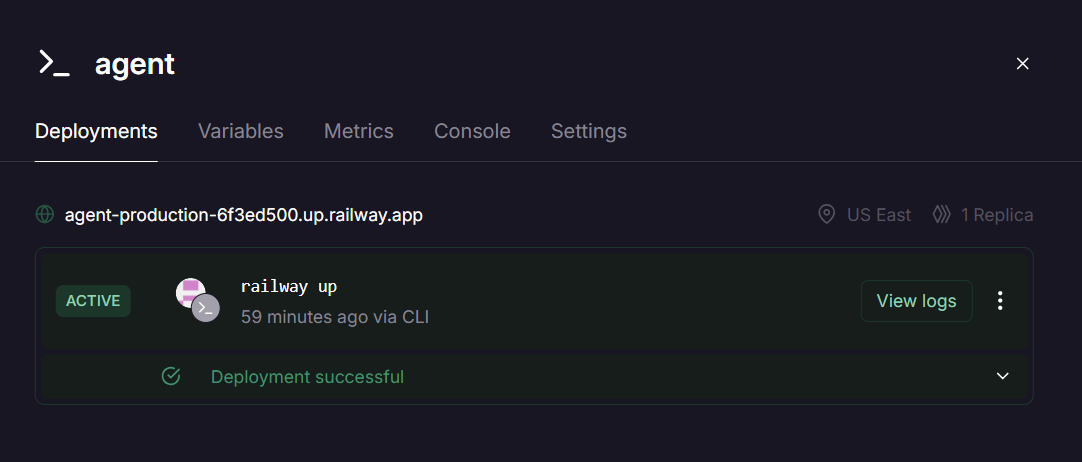 agent
Deployments Variables Metrics Console Settings
agent-production-6f3ed500.up.railway.app US East 1 Replica
ACTIVE railway up View logs
59 minutes ago via CLI
Deployment successful